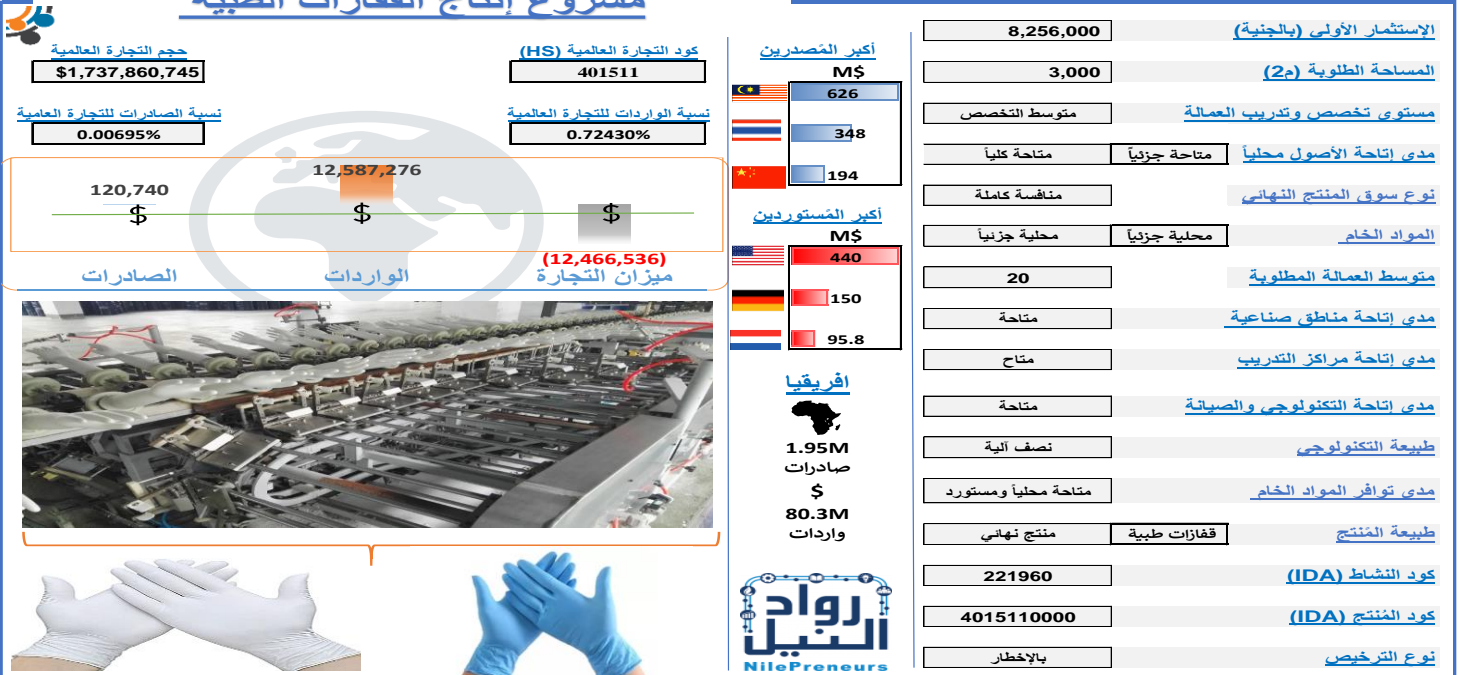 مشروع إنتاج القفازات الطبية
الإستثمار الأولى (بالجنية) 8,256,000
المساحة الطلوبة (م2) 3,000
مستوى تخصص وتدريب العمالة متوسط التخصص
مدى إتاحة الأصول محلياً متاحة جزئياً متاحة كلياً
نوع سوق المنتج النهائي منافسة كاملة
المواد الخام محلية جزئياً محلية جزئياً
متوسط العمالة المطلوبة 20
مدى إتاحة مناطق صناعية متاحة
مدى إتاحة مراكز التدريب متاح
مدى إتاحة التكنولوجى والصيانة متاحة
طبيعة التكنولوجي نصف آلية
مدى توافر المواد الخام متاحة محلياً ومستورد
طبيعة المُنتج قفازات طبية منتج نهائي
كود النشاط (IDA) 221960
كود المُنتج (IDA) 4015110000
نوع الترخيص بالإخطار
أكبر المُصدرين
M$
626
348
194
أكبر المُستوردين
M$
440
150
95.8
افريقيا
1.95M
صادرات
$
80.3M
واردات
رواد
النيل
NilePreneurs
كود التجارة العالمية (HS)
401511
حجم التجارة العالمية
$1,737,860,745
نسبة الواردات للتجارة العالمية
0.72430%
نسبة الصادرات للتجارة العامية
0.00695%
120,740
12,587,276
$ $ $
(12,466,536)
ميزان التجارة الواردات الصادرات